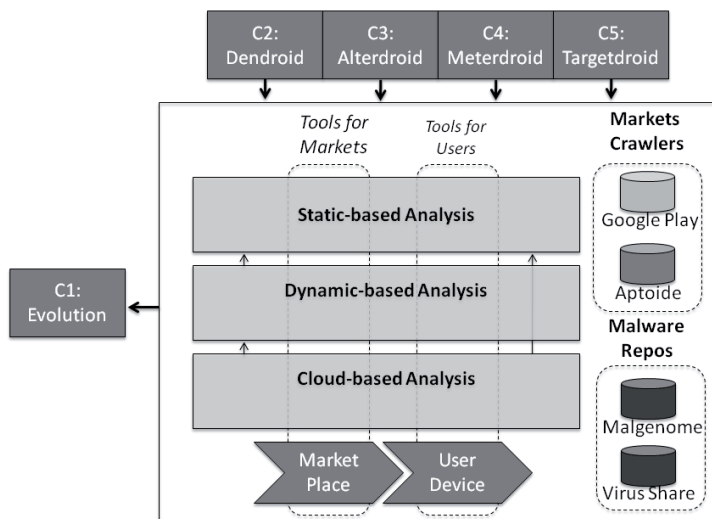 C2:
Dendroid
C3:
Alterdroid
C4:
Meterdroid
C5:
Targetdroid
Tools for
Markets
Tools for
Users
Markets
Crawlers
Static-based Analysis
Google Play
Dynamic-based Analysis
Aptoide
C1:
Evolution
Malware
Repos
Cloud-based Analysis
Malgenome
Market
Place
User
Device
Virus Share